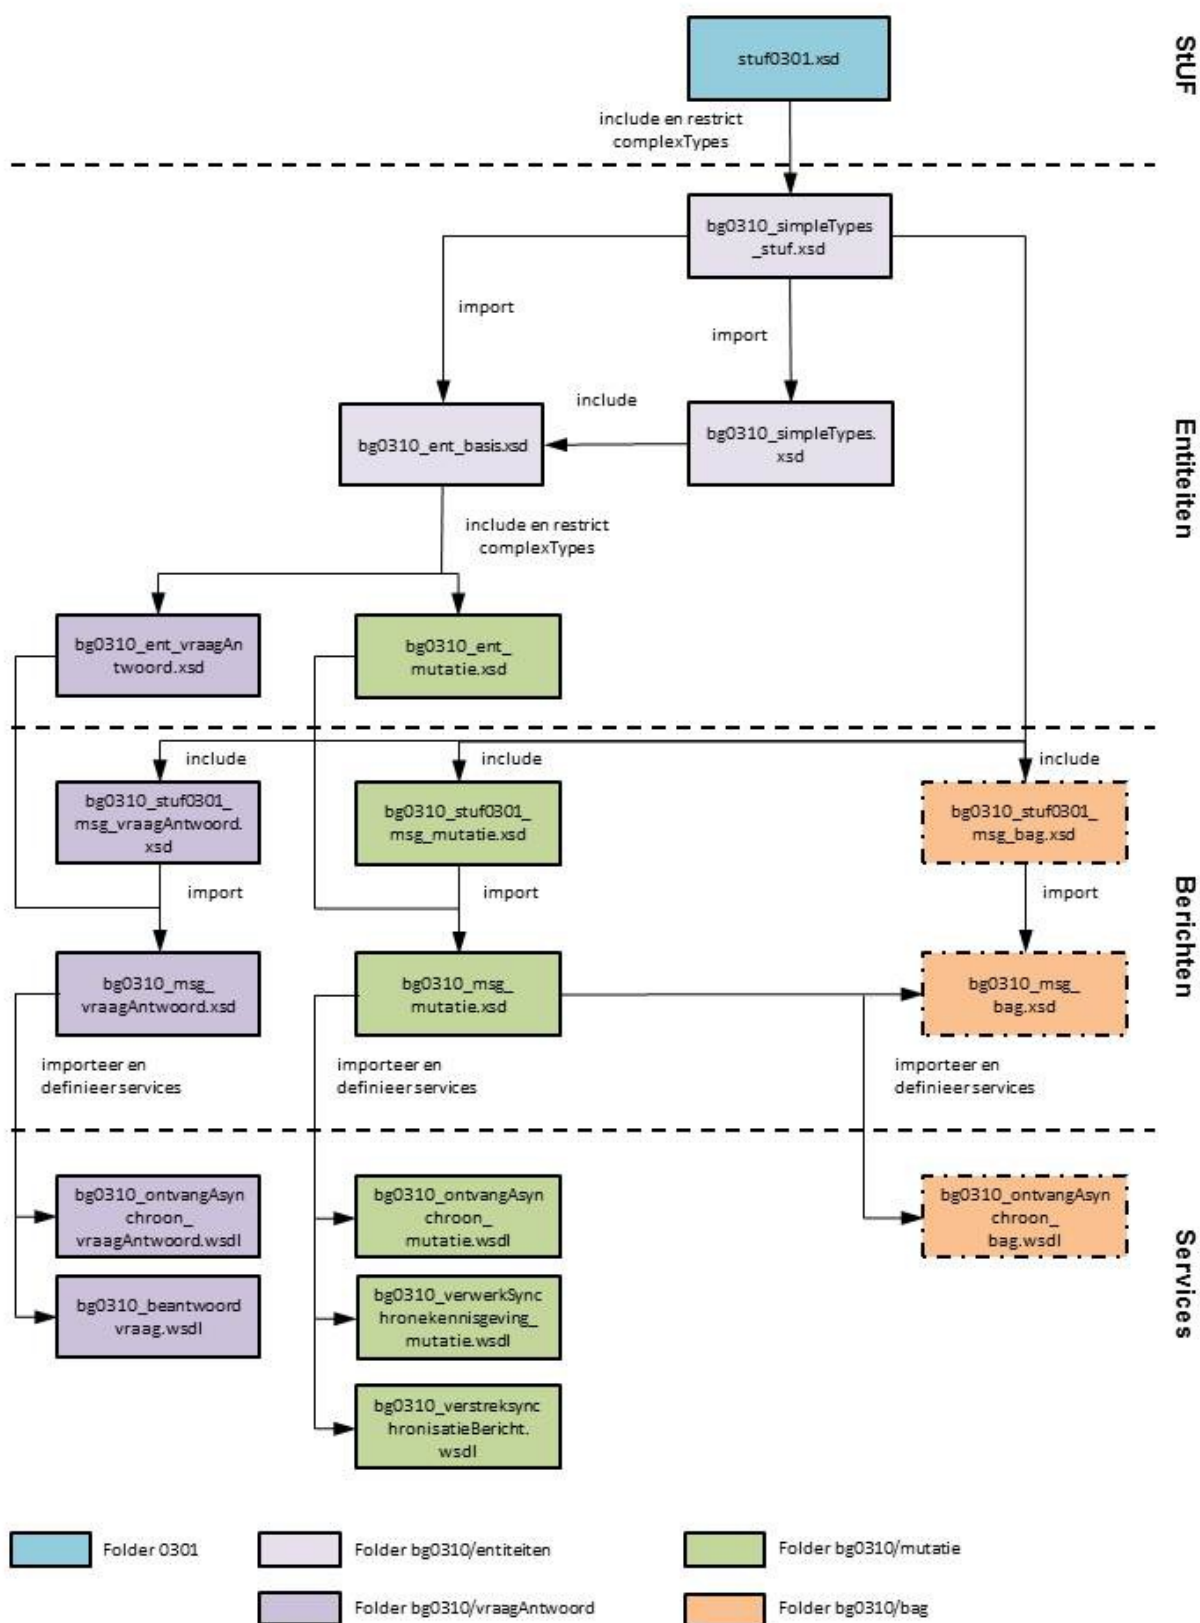 stuf0301.xsd
StUF
include en restrict
complexTypes
bg0310_simpleTypes
_stuf.xsd
import
import
include
bg0310_ent_basis.xsd
bg0310_simpleTypes.
xsd
Entiteiten
include en restrict
complexTypes
bg0310_ent_vraagAn
twoord.xsd
bg0310_ent_
mutatie.xsd
include
include
include
bg0310_stuf0301_
msg_vraagAntwoord.
xsd
bg0310_stuf0301_
msg_mutatie.xsd
bg0310_stuf0301_
msg_bag.xsd
import
import
import
Berichten
bg0310_msg_
vraagAntwoord.xsd
bg0310_msg_
mutatie.xsd
bg0310_msg_
bag.xsd
importeer en
definieer services
importeer en
definieer services
importeer en
definieer services
bg0310_ontvangAsyn
chroon_
vraagAntwoord.wsdl
bg0310_ontvangAsyn
chroon_
mutatie.wsdl
bg0310_ontvangAsyn
chroon_
bag.wsdl
Services
bg0310_beantwoord
vraag.wsdl
bg0310_verwerkSync
hronekennisgeving_
mutatie.wsdl
bg0310_verstreksync
hronisatieBericht.
wsdl
Folder 0301
Folder bg0310/entiteiten
Folder bg0310/mutatie
Folder bg0310/vraagAntwoord
Folder bg0310/bag